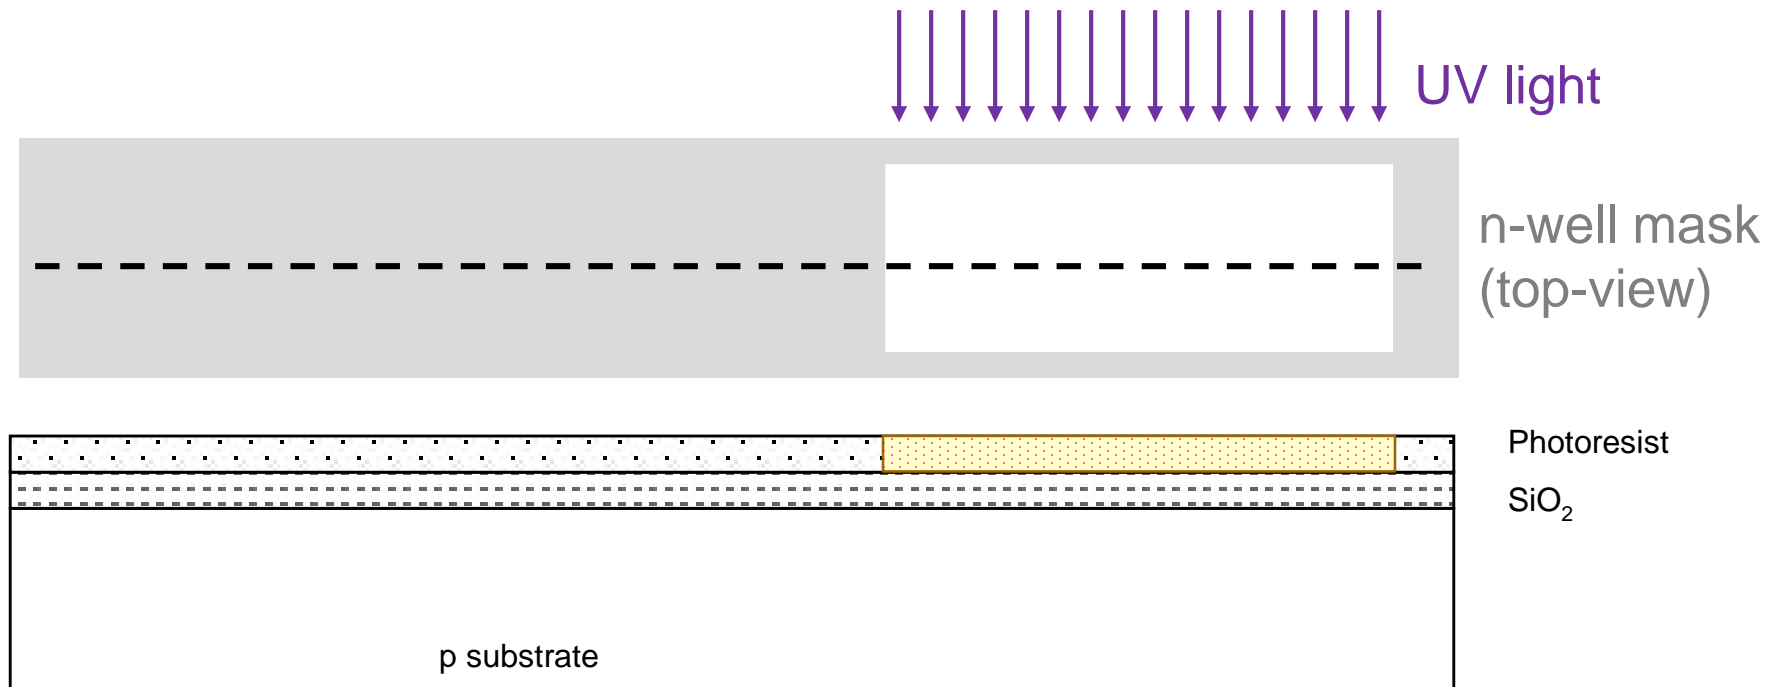 UV light
n-well mask
(top-view)
Photoresist
SiO₂
p substrate